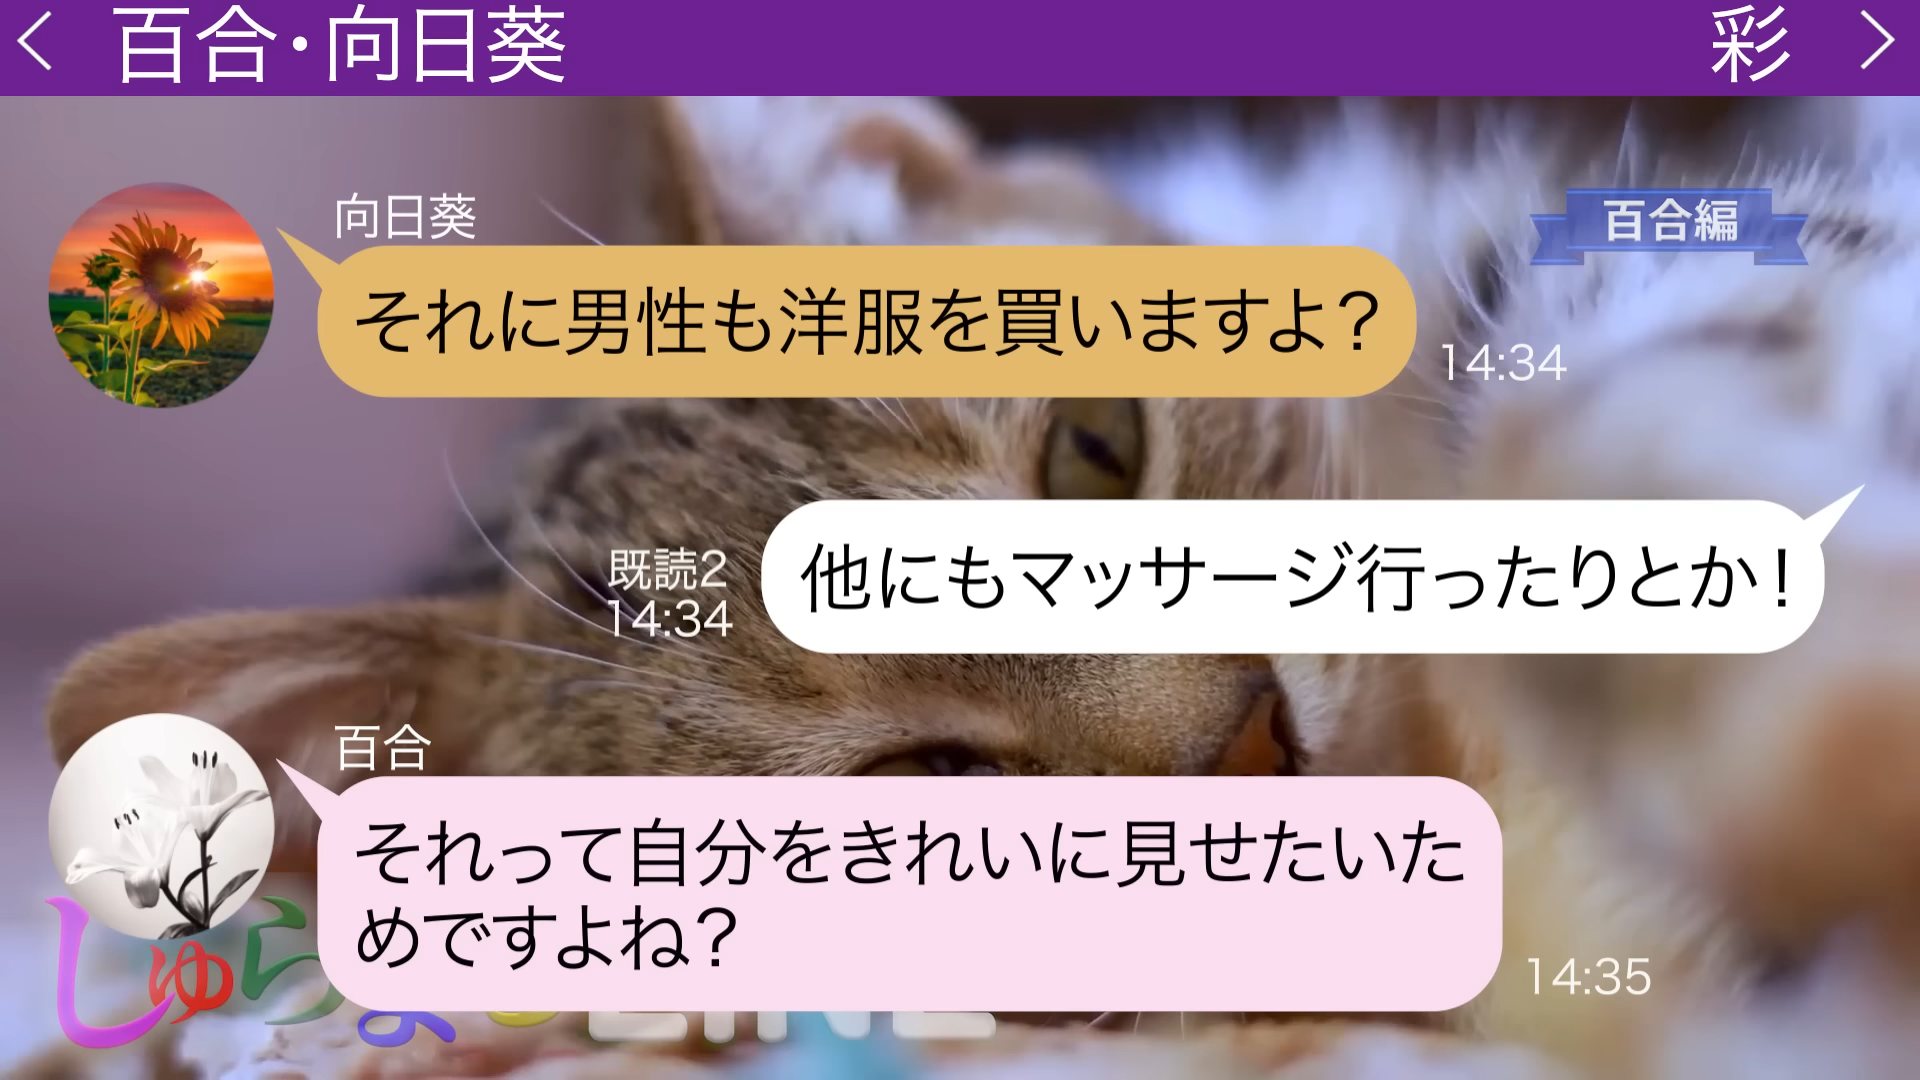 百合・向日葵
彩
向日葵
百合編
それに男性も洋服を買いますよ？
14:34
他にもマッサージ行ったりとか！
既読2
14:34
百合
それって自分をきれいに見せたいた
めですよね？
14:35
しゅら